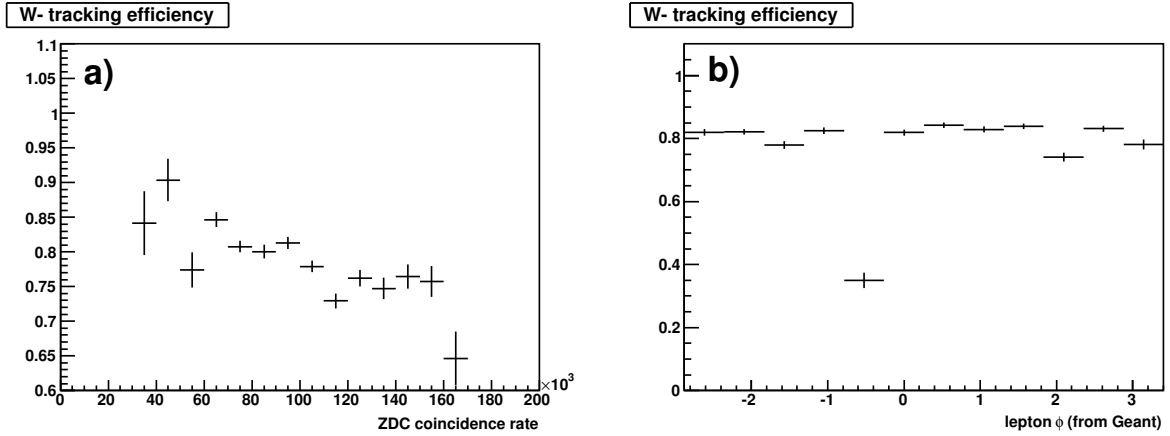 W- tracking efficiency
a)
1.1
1.05
1
0.95
0.9
0.85
0.8
0.75
0.7
0.65
0.6
0 20 40 60 80 100 120 140 160 180 200
×10³
ZDC coincidence rate
W- tracking efficiency
b)
1
0.8
0.6
0.4
0.2
0
-2 -1 0 1 2 3
lepton ϕ (from Geant)